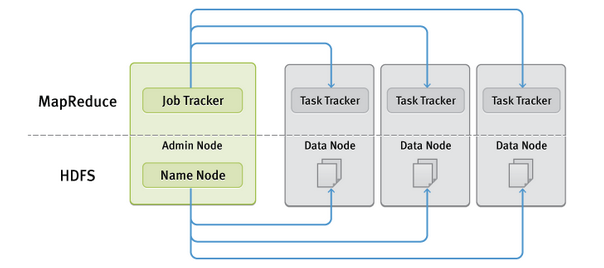 MapReduce
Job Tracker
Task Tracker
Task Tracker
Task Tracker
Admin Node
Data Node
Data Node
Data Node
HDFS
Name Node